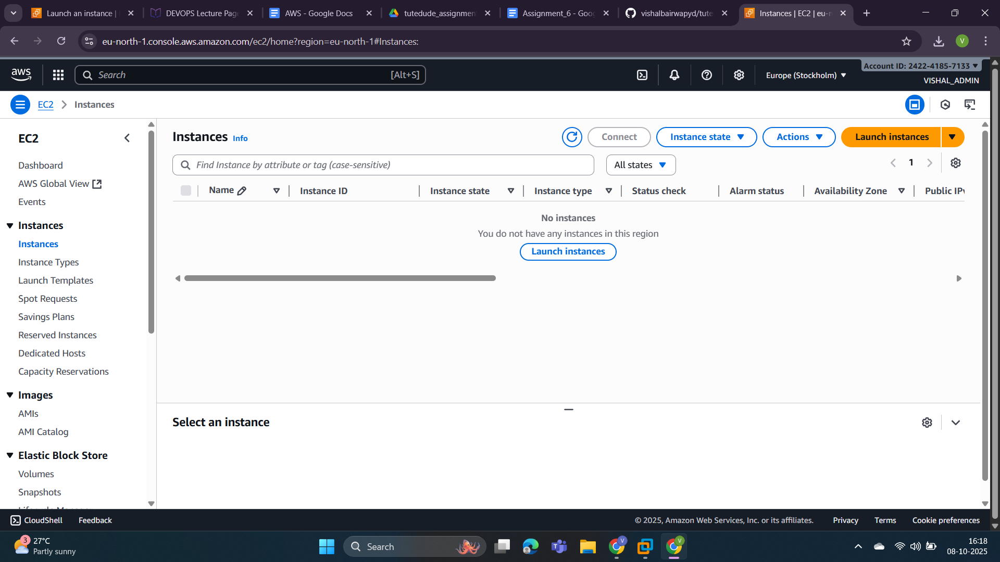 Launch an instance |
DEVOPS Lecture Page
AWS - Google Docs
tutedude_assignmen
Assignment_6 - Goog
vishalbairwapyd/tute
Instances | EC2 | eu-n
eu-north-1.console.aws.amazon.com/ec2/home?region=eu-north-1#Instances:
V
aws
Search
[Alt+S]
Europe (Stockholm)
Account ID: 2422-4185-7133
VISHAL_ADMIN
EC2
Instances
EC2
Dashboard
AWS Global View
Events
Instances
Instances
Instance Types
Launch Templates
Spot Requests
Savings Plans
Reserved Instances
Dedicated Hosts
Capacity Reservations
Images
AMIs
AMI Catalog
Elastic Block Store
Volumes
Snapshots
Lifecycle Manager
Instances Info
Connect
Instance state
Actions
Launch instances
Find Instance by attribute or tag (case-sensitive)
All states
1
Name
Instance ID
Instance state
Instance type
Status check
Alarm status
Availability Zone
Public IPv
No instances
You do not have any instances in this region
Launch instances
Select an instance
CloudShell
Feedback
© 2025, Amazon Web Services, Inc. or its affiliates.
Privacy
Terms
Cookie preferences
3
27°C
Partly sunny
Search
V
V
16:18
08-10-2025